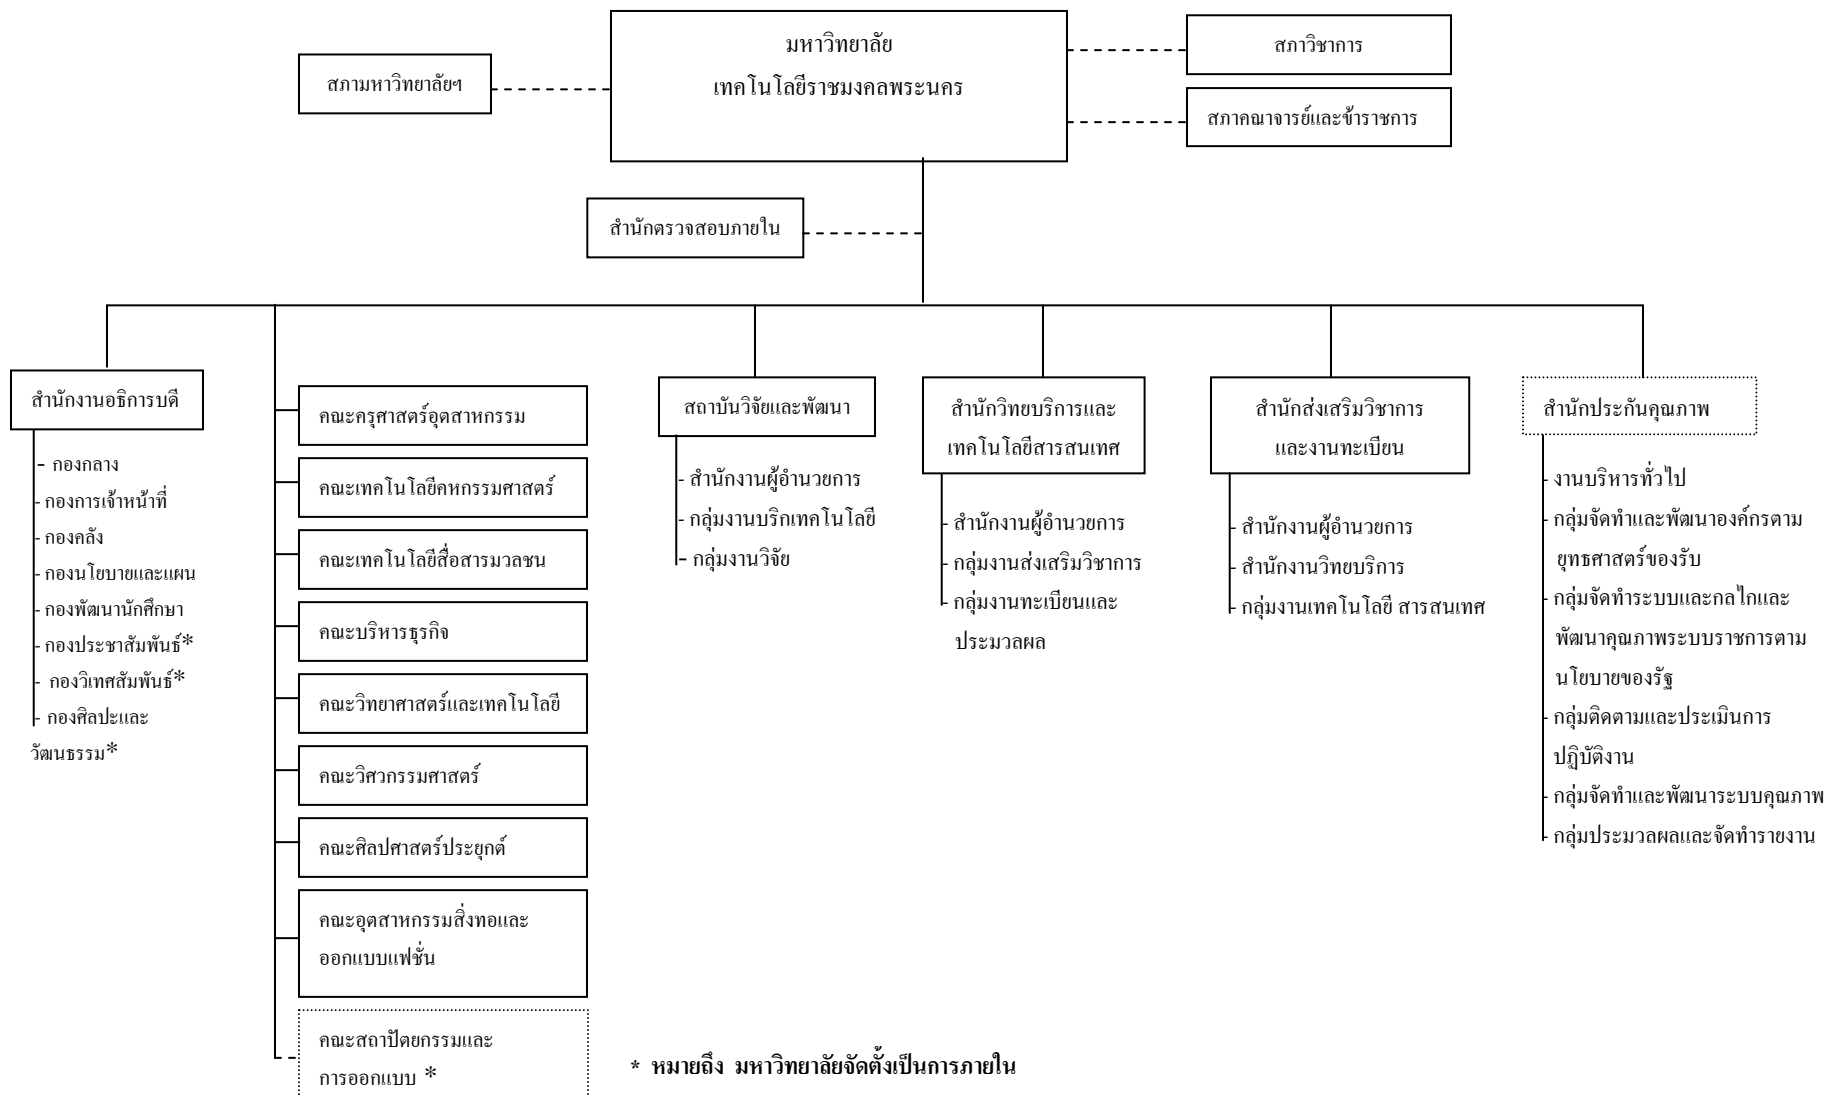 มหาวิทยาลัย
เทคโนโลยีราชมงคลพระนคร
สภามหาวิทยาลัยฯ
สภาวิชาการ
สภาคณาจารย์และข้าราชการ
สำนักตรวจสอบภายใน
สำนักงานอธิการบดี
- กองกลาง
- กองการเจ้าหน้าที่
- กองคลัง
- กองนโยบายและแผน
- กองพัฒนานักศึกษา
- กองประชาสัมพันธ์*
- กองวิเทศสัมพันธ์*
- กองศิลปะและ
วัฒนธรรม*
คณะครุศาสตร์อุตสาหกรรม
คณะเทคโนโลยีคหกรรมศาสตร์
คณะเทคโนโลยีสื่อสารมวลชน
คณะบริหารธุรกิจ
คณะวิทยาศาสตร์และเทคโนโลยี
คณะวิศวกรรมศาสตร์
คณะศิลปศาสตร์ประยุกต์
คณะอุตสาหกรรมสิ่งทอและ
ออกแบบแฟชั่น
คณะสถาปัตยกรรมและ
การออกแบบ *
สถาบันวิจัยและพัฒนา
- สำนักงานผู้อำนวยการ
- กลุ่มงานบริกเทคโนโลยี
- กลุ่มงานวิจัย
สำนักวิทยบริการและ
เทคโนโลยีสารสนเทศ
- สำนักงานผู้อำนวยการ
- กลุ่มงานส่งเสริมวิชาการ
- กลุ่มงานทะเบียนและ
ประมวลผล
สำนักส่งเสริมวิชาการ
และงานทะเบียน
- สำนักงานผู้อำนวยการ
- สำนักงานวิทยบริการ
- กลุ่มงานเทคโนโลยี สารสนเทศ
สำนักประกันคุณภาพ
- งานบริหารทั่วไป
- กลุ่มจัดทำและพัฒนาองค์กรตาม
ยุทธศาสตร์ของรับ
- กลุ่มจัดทำระบบและกลไกและ
พัฒนาคุณภาพระบบราชการตาม
นโยบายของรัฐ
- กลุ่มติดตามและประเมินการ
ปฏิบัติงาน
- กลุ่มจัดทำและพัฒนาระบบคุณภาพ
- กลุ่มประมวลผลและจัดทำรายงาน
* หมายถึง มหาวิทยาลัยจัดตั้งเป็นการภายใน